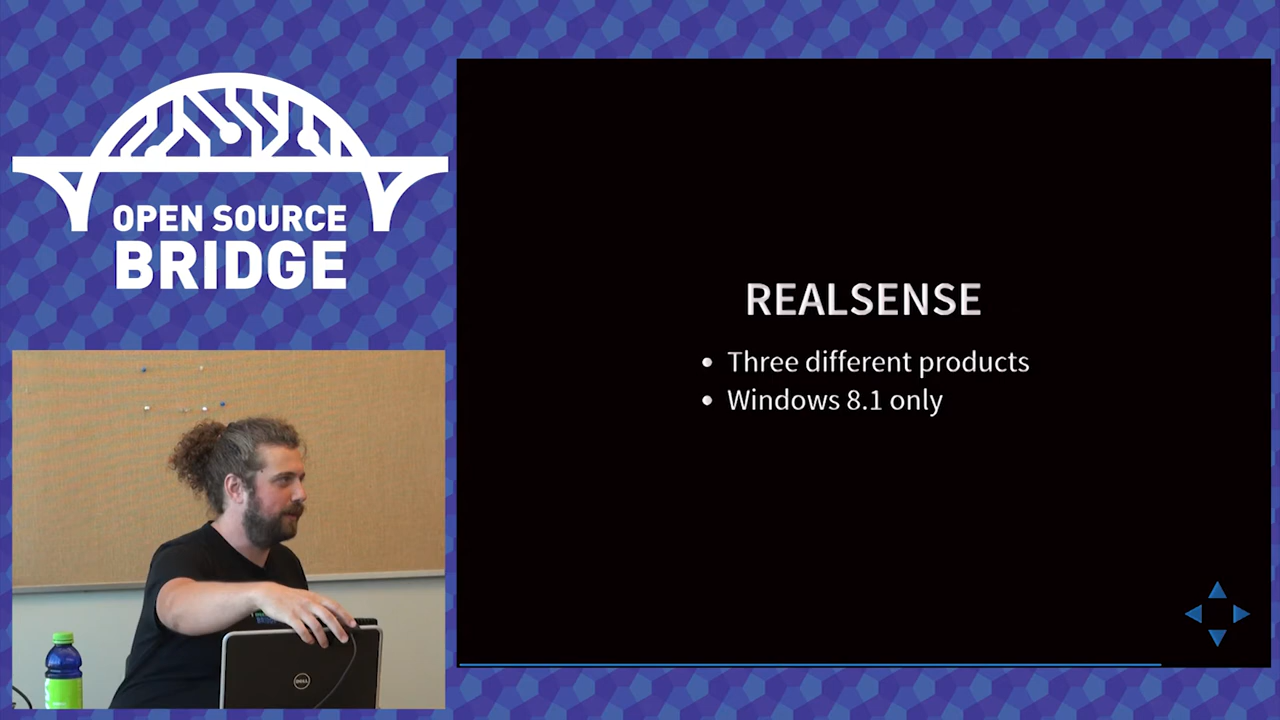 OPEN SOURCE
BRIDGE
REALSENSE
Three different products
Windows 8.1 only
DELL